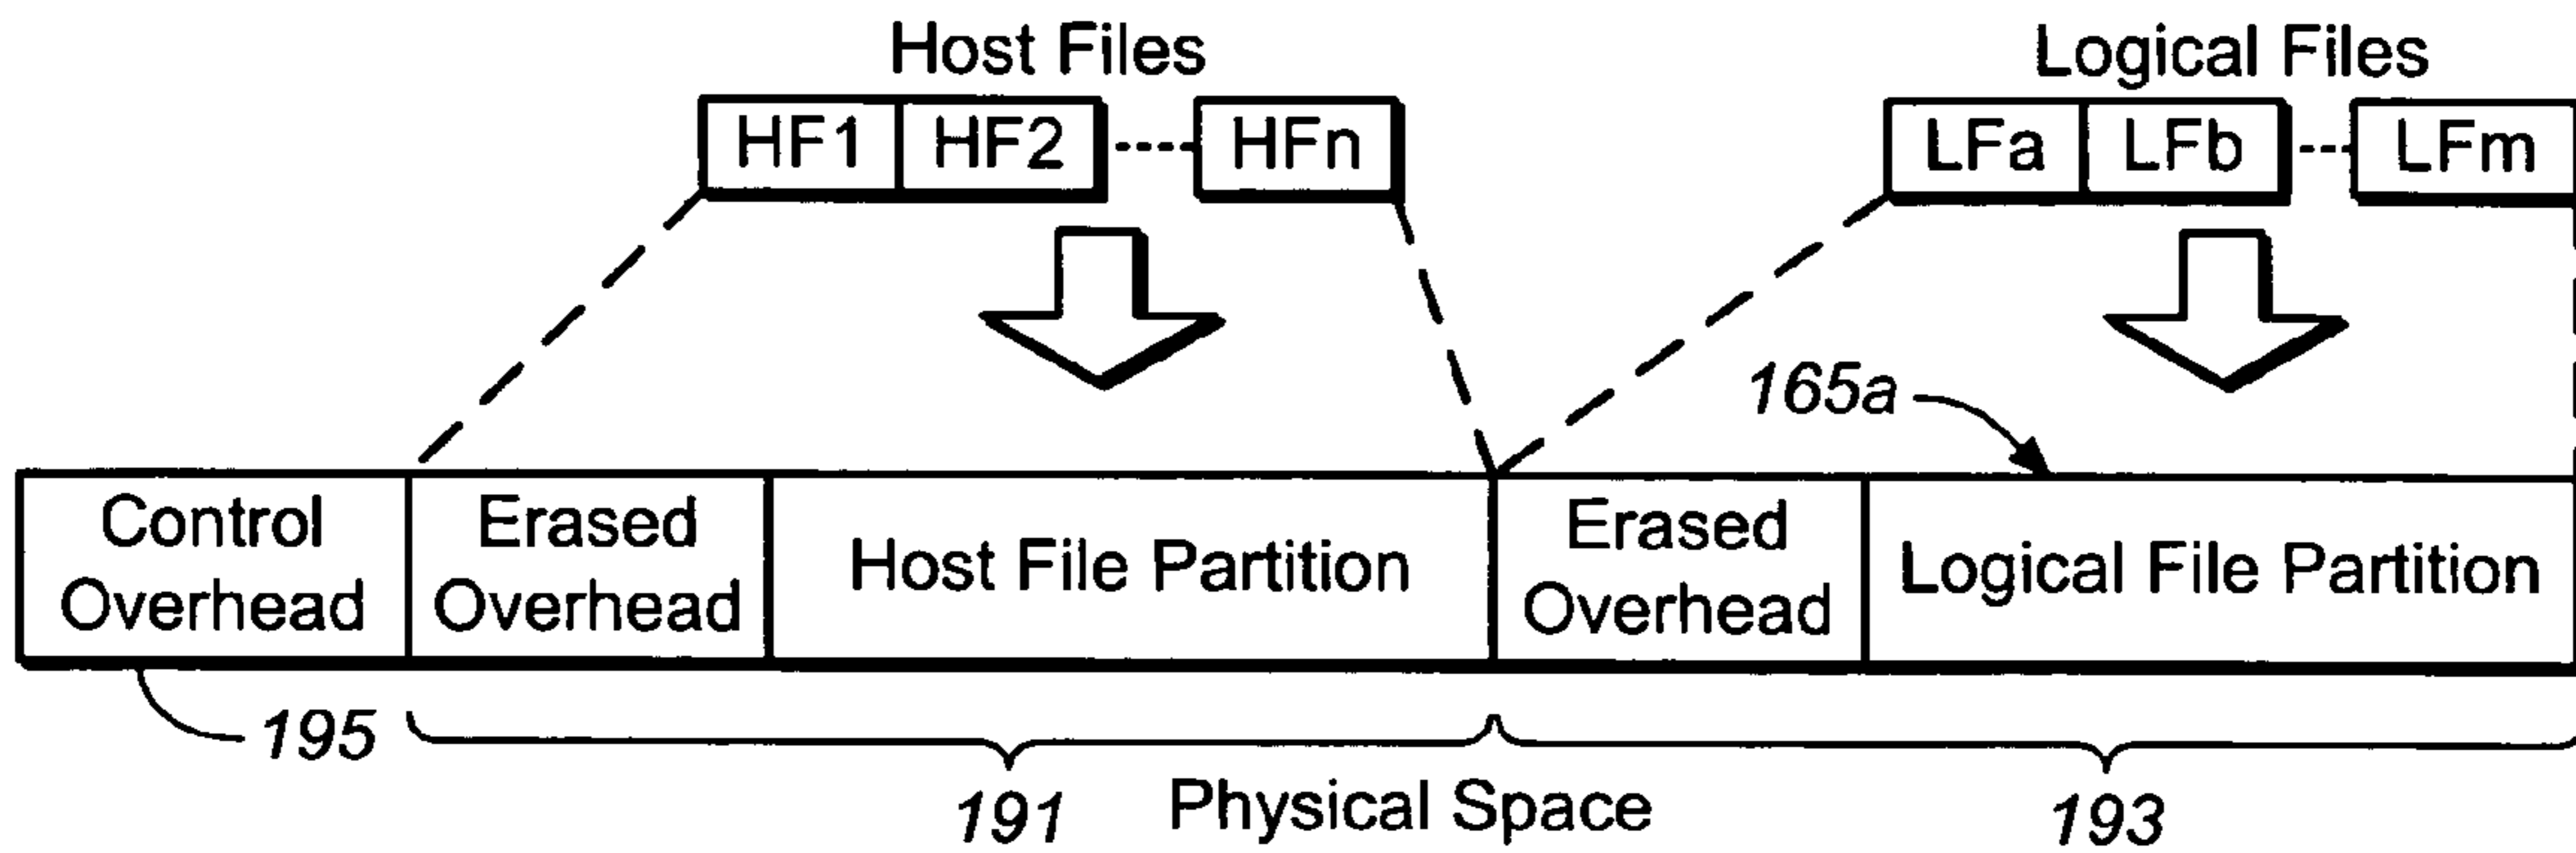 Host Files
Logical Files
HF1 HF2 HFn
LFa LFb LFm
165a
Control Overhead
Erased Overhead
Host File Partition
Erased Overhead
Logical File Partition
195
191
Physical Space
193